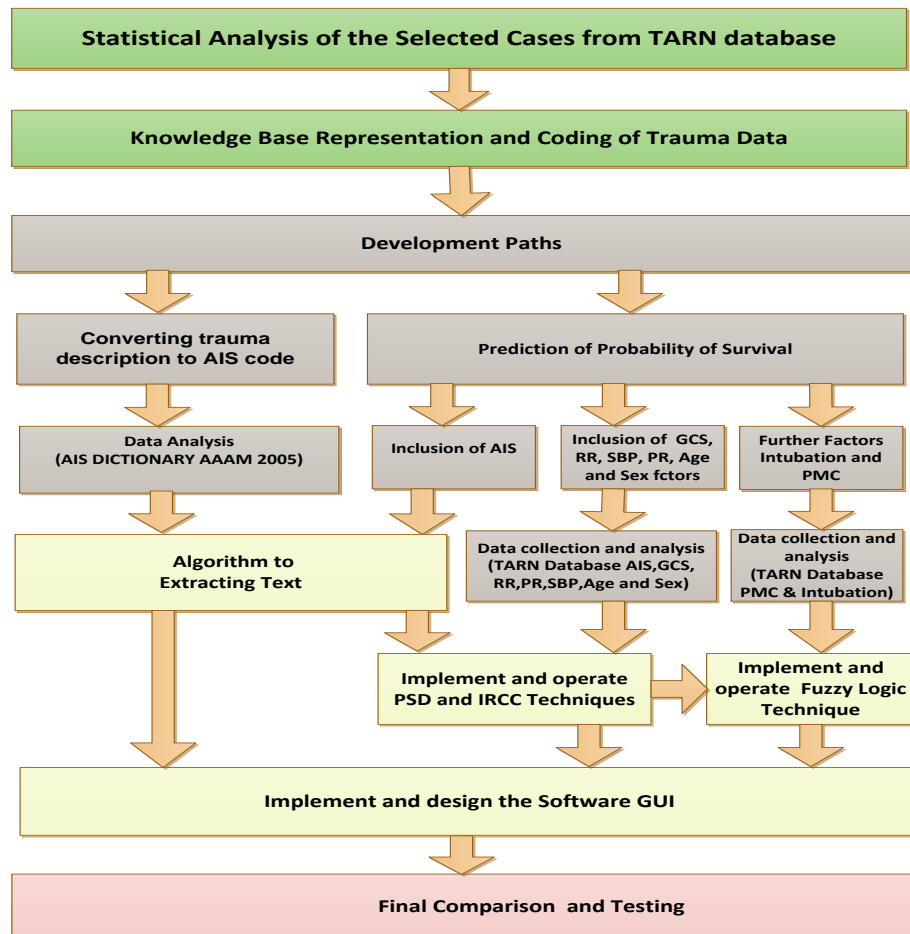 Statistical Analysis of the Selected Cases from TARN database
Knowledge Base Representation and Coding of Trauma Data
Development Paths
Converting trauma
description to AIS code
Prediction of Probability of Survival
Data Analysis
(AIS DICTIONARY AAAM 2005)
Inclusion of AIS
Inclusion of GCS,
RR, SBP, PR, Age
and Sex fctors
Further Factors
Intubation and
PMC
Algorithm to
Extracting Text
Data collection and analysis
(TARN Database AIS,GCS,
RR,PR,SBP,Age and Sex)
Data collection and
analysis
(TARN Database
PMC & Intubation)
Implement and operate
PSD and IRCC Techniques
Implement and
operate Fuzzy Logic
Technique
Implement and design the Software GUI
Final Comparison and Testing